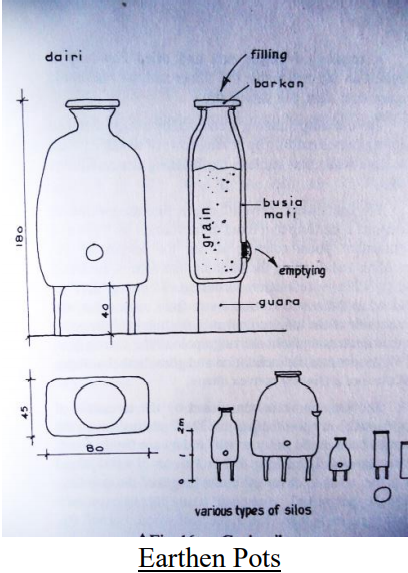 dairi
filling
barkan
180
grain
busia
mati
emptying
40
guara
45
80
2m
1
0
various types of silos
Earthen Pots